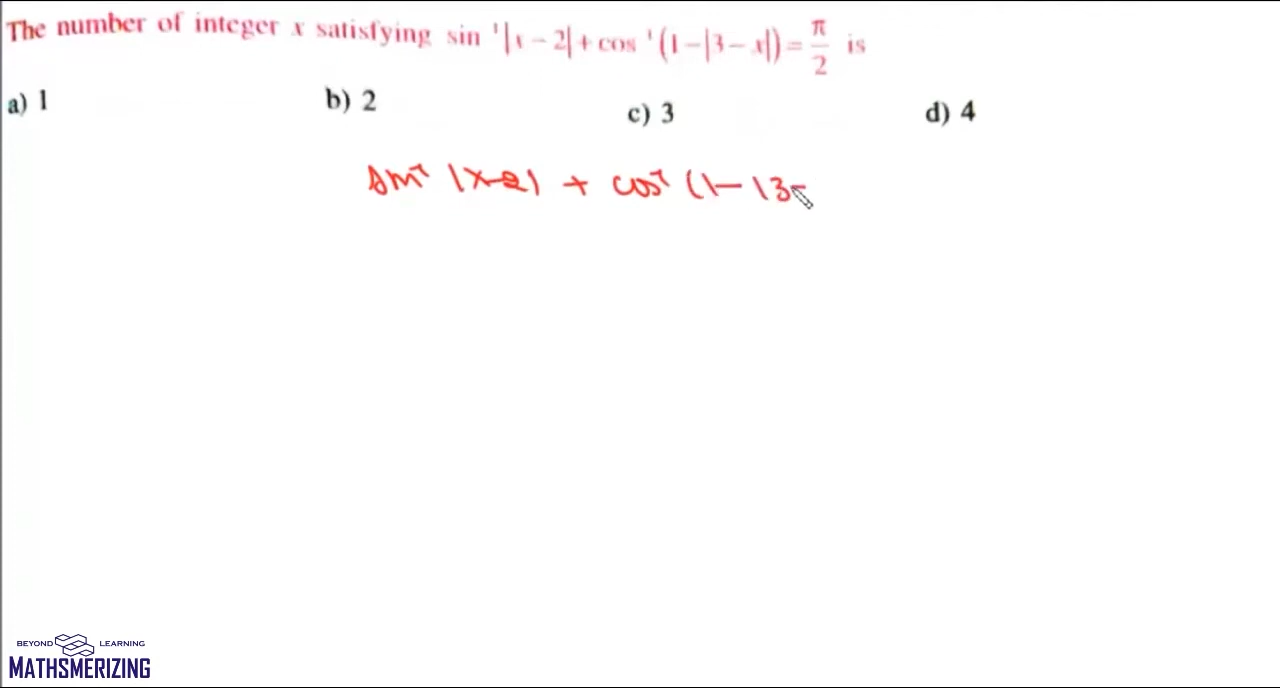 The number of integer x satisfying sin⁻¹|x − 2| + cos⁻¹(1 − |3 − x|) = π/2 is
a) 1 b) 2 c) 3 d) 4
sin⁻¹ |x-2| + cos⁻¹ (1 - |3-
BEYOND LEARNING
MATHSMERIZING